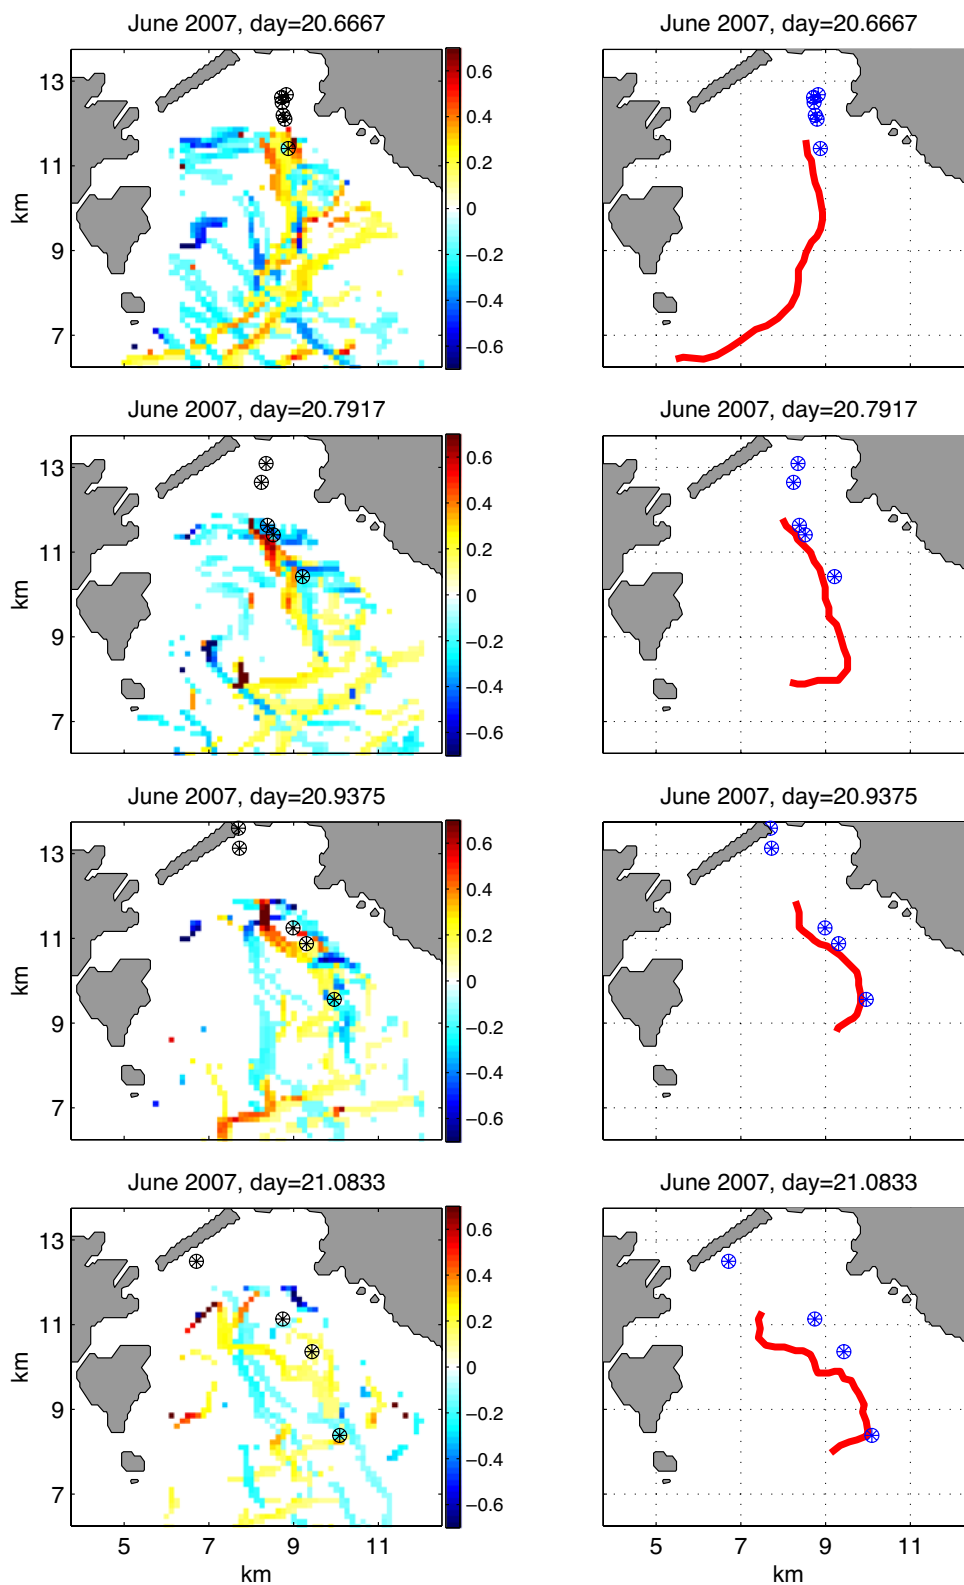 June 2007, day=20.6667
June 2007, day=20.6667
13
11
9
7
km
0.6
0.4
0.2
0
−0.2
−0.4
−0.6
June 2007, day=20.7917
June 2007, day=20.7917
13
11
9
7
km
0.6
0.4
0.2
0
−0.2
−0.4
−0.6
June 2007, day=20.9375
June 2007, day=20.9375
13
11
9
7
km
0.6
0.4
0.2
0
−0.2
−0.4
−0.6
June 2007, day=21.0833
June 2007, day=21.0833
13
11
9
7
km
0.6
0.4
0.2
0
−0.2
−0.4
−0.6
5 7 9 11
km
5 7 9 11
km